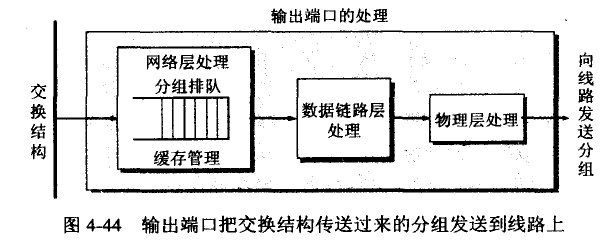 输出端口的处理
交换结构
网络层处理
分组排队
缓存管理
数据链路层
处理
物理层处理
向线路发送分组
图 4-44 输出端口把交换结构传送过来的分组发送到线路上